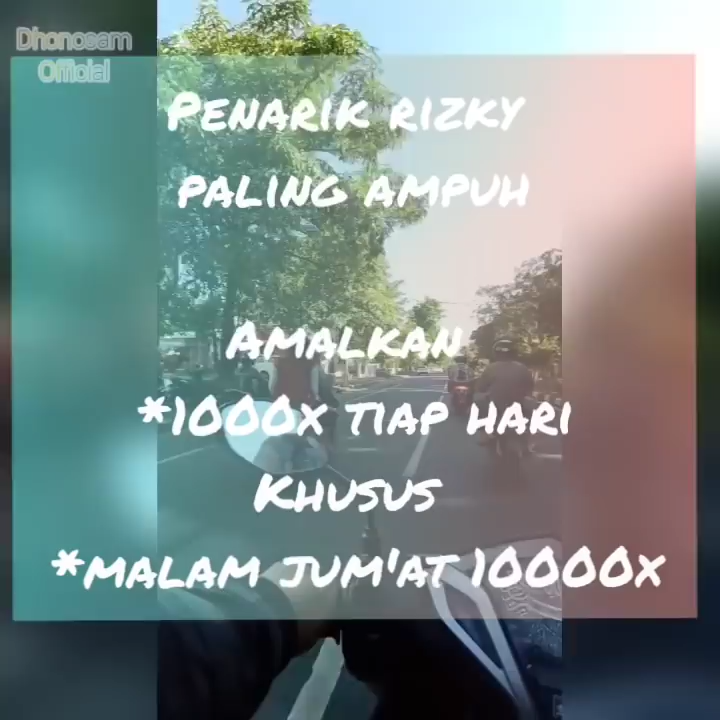 Dhonosam
Official
PENARIK RIZKY
PALING AMPUH
AMALKAN
*1000X TIAP HARI
KHUSUS
*MALAM JUM'AT 10000X